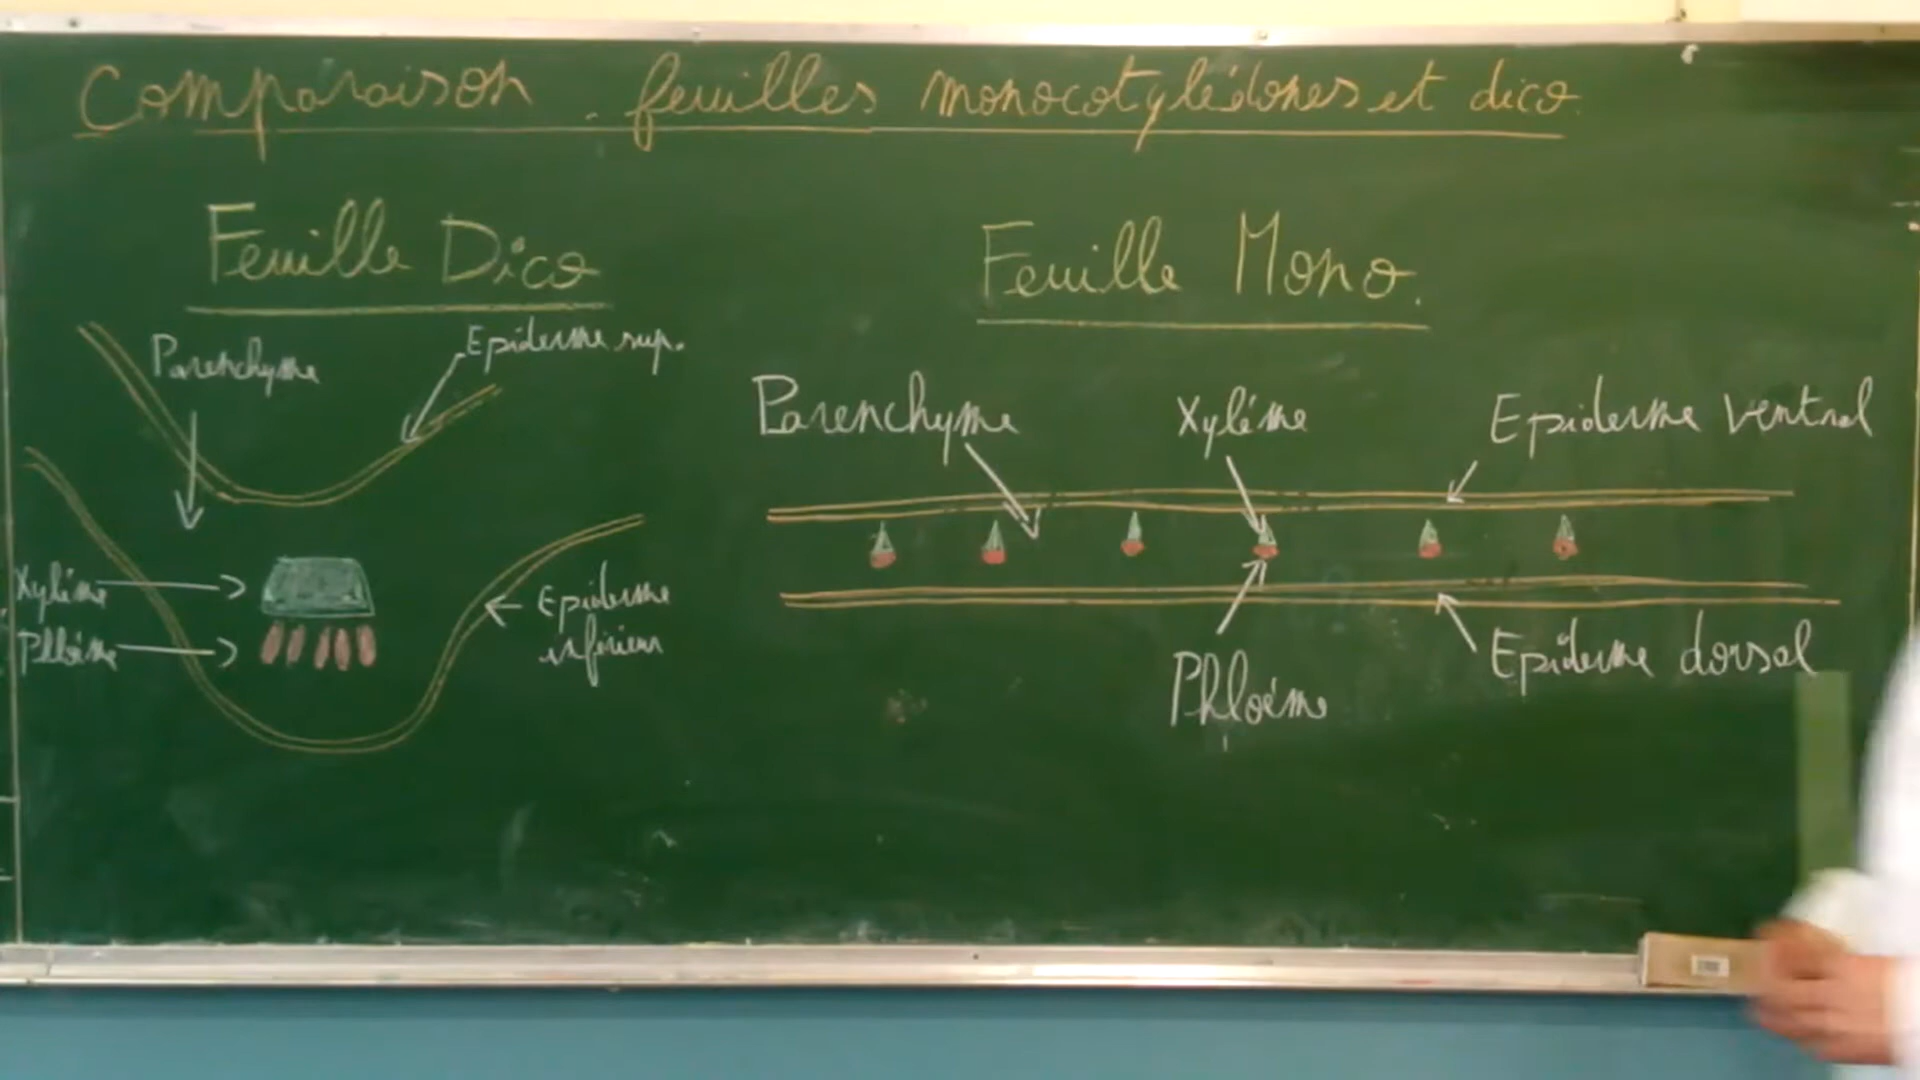 Comparaison feuilles monocotylédones et dico.
Feuille Dico
Parenchyme
Epiderme sup.
Xylème
Phloème
Epiderme
inférieur
Feuille Mono.
Parenchyme
Xylème
Epiderme ventral
Phloème
Epiderme dorsal